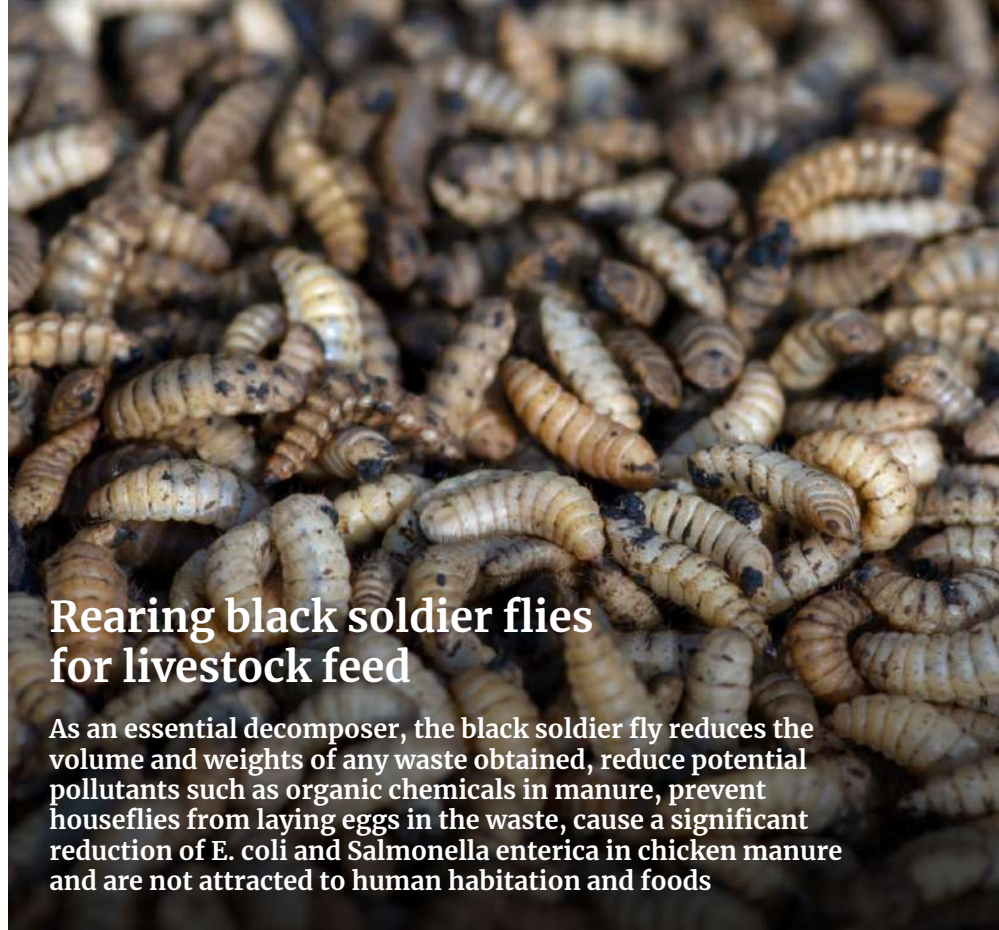 Rearing black soldier flies
for livestock feed
As an essential decomposer, the black soldier fly reduces the
volume and weights of any waste obtained, reduce potential
pollutants such as organic chemicals in manure, prevent
houseflies from laying eggs in the waste, cause a significant
reduction of E. coli and Salmonella enterica in chicken manure
and are not attracted to human habitation and foods